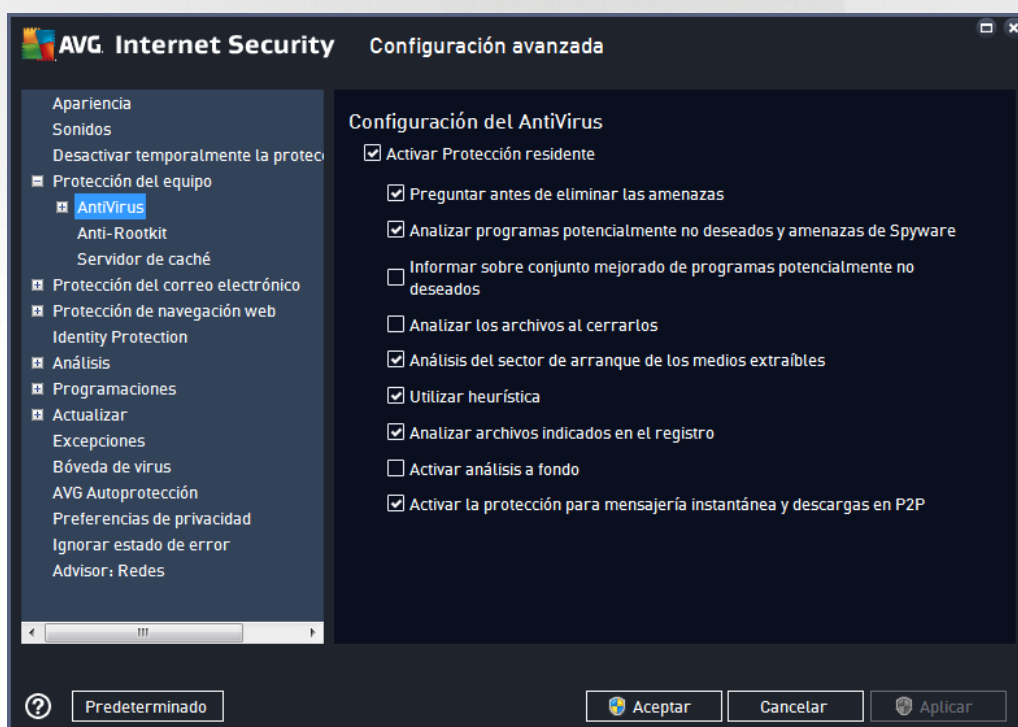 AVG. Internet Security Configuración avanzada
Apariencia
Sonidos
Desactivar temporalmente la protec
Protección del equipo
AntiVirus
Anti-Rootkit
Servidor de caché
Protección del correo electrónico
Protección de navegación web
Identity Protection
Análisis
Programaciones
Actualizar
Excepciones
Bóveda de virus
AVG Autoprotección
Preferencias de privacidad
Ignorar estado de error
Advisor: Redes
Configuración del AntiVirus
Activar Protección residente
Preguntar antes de eliminar las amenazas
Analizar programas potencialmente no deseados y amenazas de Spyware
Informar sobre conjunto mejorado de programas potencialmente no
deseados
Analizar los archivos al cerrarlos
Análisis del sector de arranque de los medios extraíbles
Utilizar heurística
Analizar archivos indicados en el registro
Activar análisis a fondo
Activar la protección para mensajería instantánea y descargas en P2P
Predeterminado
Aceptar
Cancelar
Aplicar